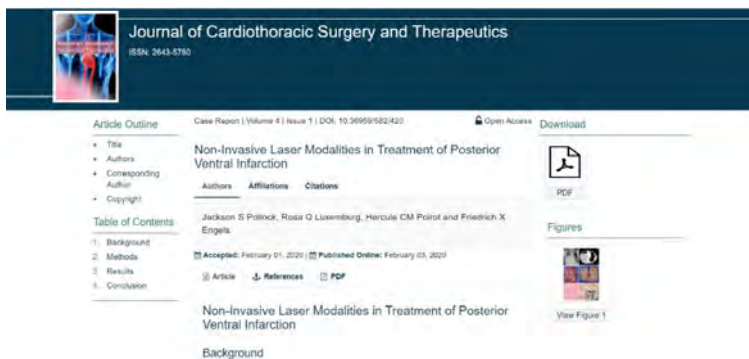 Journal of Cardiothoracic Surgery and Therapeutics
ISSN: 2643-5780
Article Outline
Title
Authors
Corresponding
Author
Copyright
Table of Contents
1. Background
2. Methods
3. Results
4. Conclusion
Case Report | Volume 4 | Issue 1 | DOI: 10.36959/582/420
Open Access
Non-Invasive Laser Modalities in Treatment of Posterior
Ventral Infarction
Authors Affiliations Citations
Jackson S Pollock, Rosa Q Luxemburg, Hercule CM Poirot and Friedrich X
Engels
Accepted: February 01, 2020 | Published Online: February 03, 2020
Article References PDF
Non-Invasive Laser Modalities in Treatment of Posterior
Ventral Infarction
Background
Download
PDF
Figures
View Figure 1